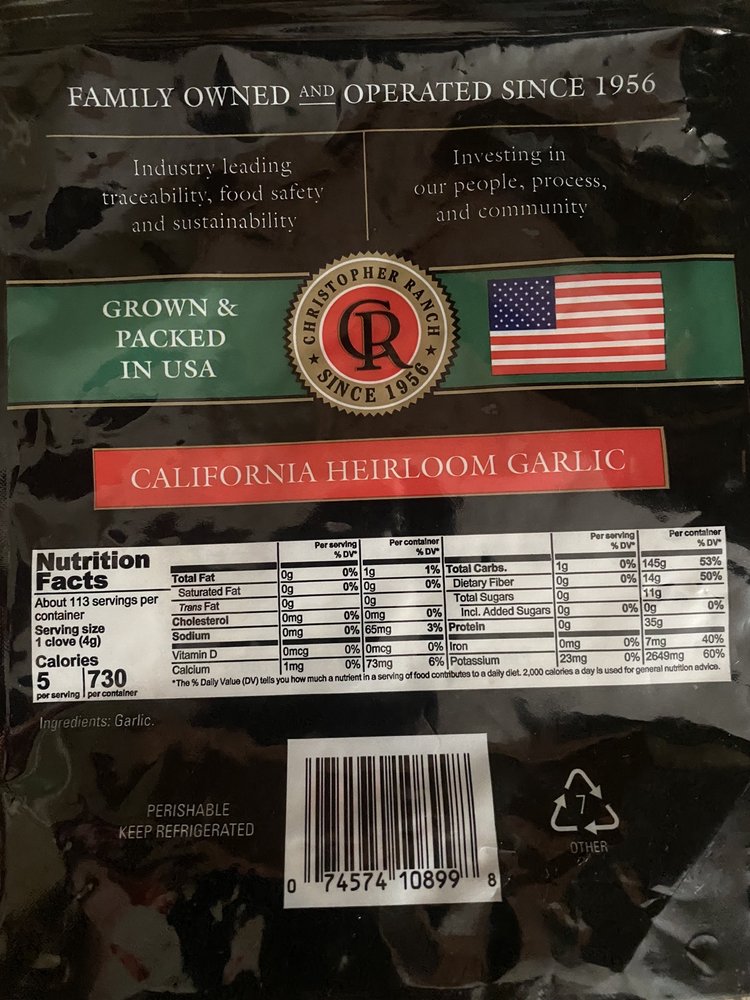 FAMILY OWNED AND OPERATED SINCE 1956
Industry leading
traceability, food safety
and sustainability
Investing in
our people, process,
and community
GROWN &
PACKED
IN USA
CHRISTOPHER RANCH
CR
SINCE 1956
CALIFORNIA HEIRLOOM GARLIC
Nutrition
Facts
About 113 servings per
container
Serving size
1 clove (4g)
Calories
5 730
per serving per container
Per serving Per container
% DV* % DV*
Total Fat 0g 0% 1g 1%
Saturated Fat 0g 0% 0g 0%
Trans Fat 0g 0g
Cholesterol 0mg 0% 0mg 0%
Sodium 0mg 0% 65mg 3%
Vitamin D 0mcg 0% 0mcg 0%
Calcium 1mg 0% 73mg 6%
Per serving Per container
% DV* % DV*
Total Carbs. 1g 0% 145g 53%
Dietary Fiber 0g 0% 14g 50%
Total Sugars 0g 11g
Incl. Added Sugars 0g 0% 0g 0%
Protein 0g 35g
Iron 0mg 0% 7mg 40%
Potassium 23mg 0% 2649mg 60%
*The % Daily Value (DV) tells you how much a nutrient in a serving of food contributes to a daily diet. 2,000 calories a day is used for general nutrition advice.
Ingredients: Garlic.
PERISHABLE
KEEP REFRIGERATED
0 74574 10899 8
7
OTHER